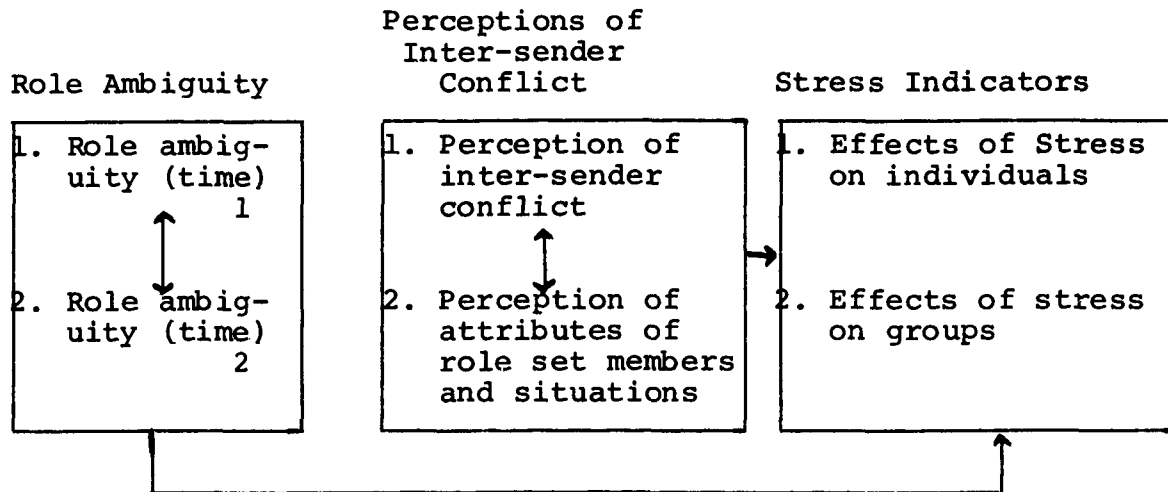 Role Ambiguity
1. Role ambig-
uity (time)
1
2. Role ambig-
uity (time)
2
Perceptions of
Inter-sender
Conflict
1. Perception of
inter-sender
conflict
2. Perception of
attributes of
role set members
and situations
Stress Indicators
1. Effects of Stress
on individuals
2. Effects of stress
on groups